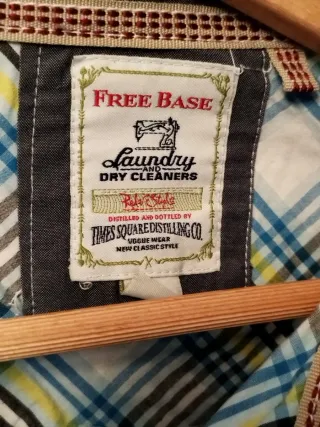 FREE BASE
Laundry
AND
DRY CLEANERS
DISTILLED AND BOTTLED BY
TIMES SQUARE DISTILLING CO.
VOGUE WEAR
NEW CLASSIC STYLE